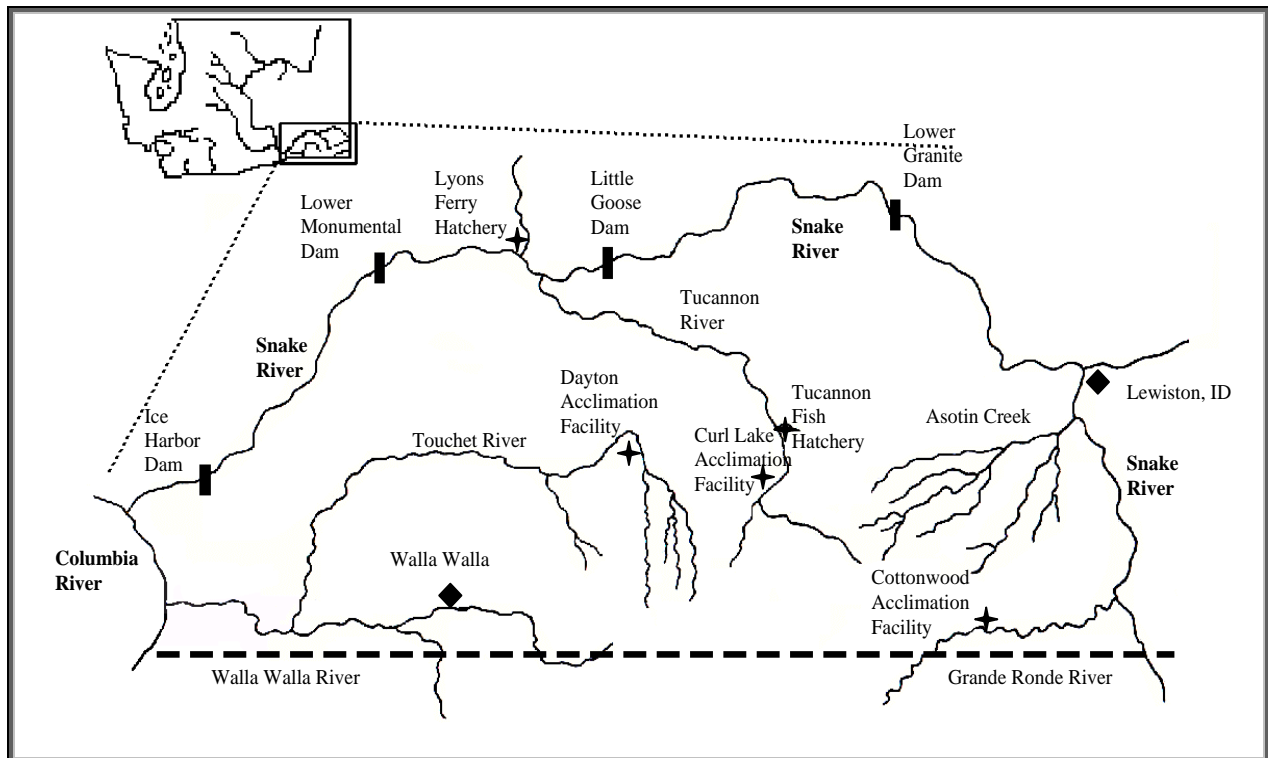 Lower
Granite
Dam
Lyons
Ferry
Hatchery
Little
Goose
Dam
Lower
Monumental
Dam
Snake
River
Tucannon
River
Snake
River
Dayton
Acclimation
Facility
Tucannon
Fish
Hatchery
Lewiston, ID
Ice
Harbor
Dam
Touchet River
Curl Lake
Acclimation
Facility
Asotin Creek
Snake
River
Columbia
River
Walla Walla
Cottonwood
Acclimation
Facility
Walla Walla River
Grande Ronde River